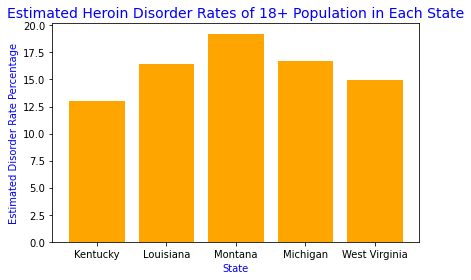 Estimated Heroin Disorder Rates of 18+ Population in Each State
Estimated Disorder Rate Percentage
20.0
17.5
15.0
12.5
10.0
7.5
5.0
2.5
0.0
Kentucky Louisiana Montana Michigan West Virginia
State